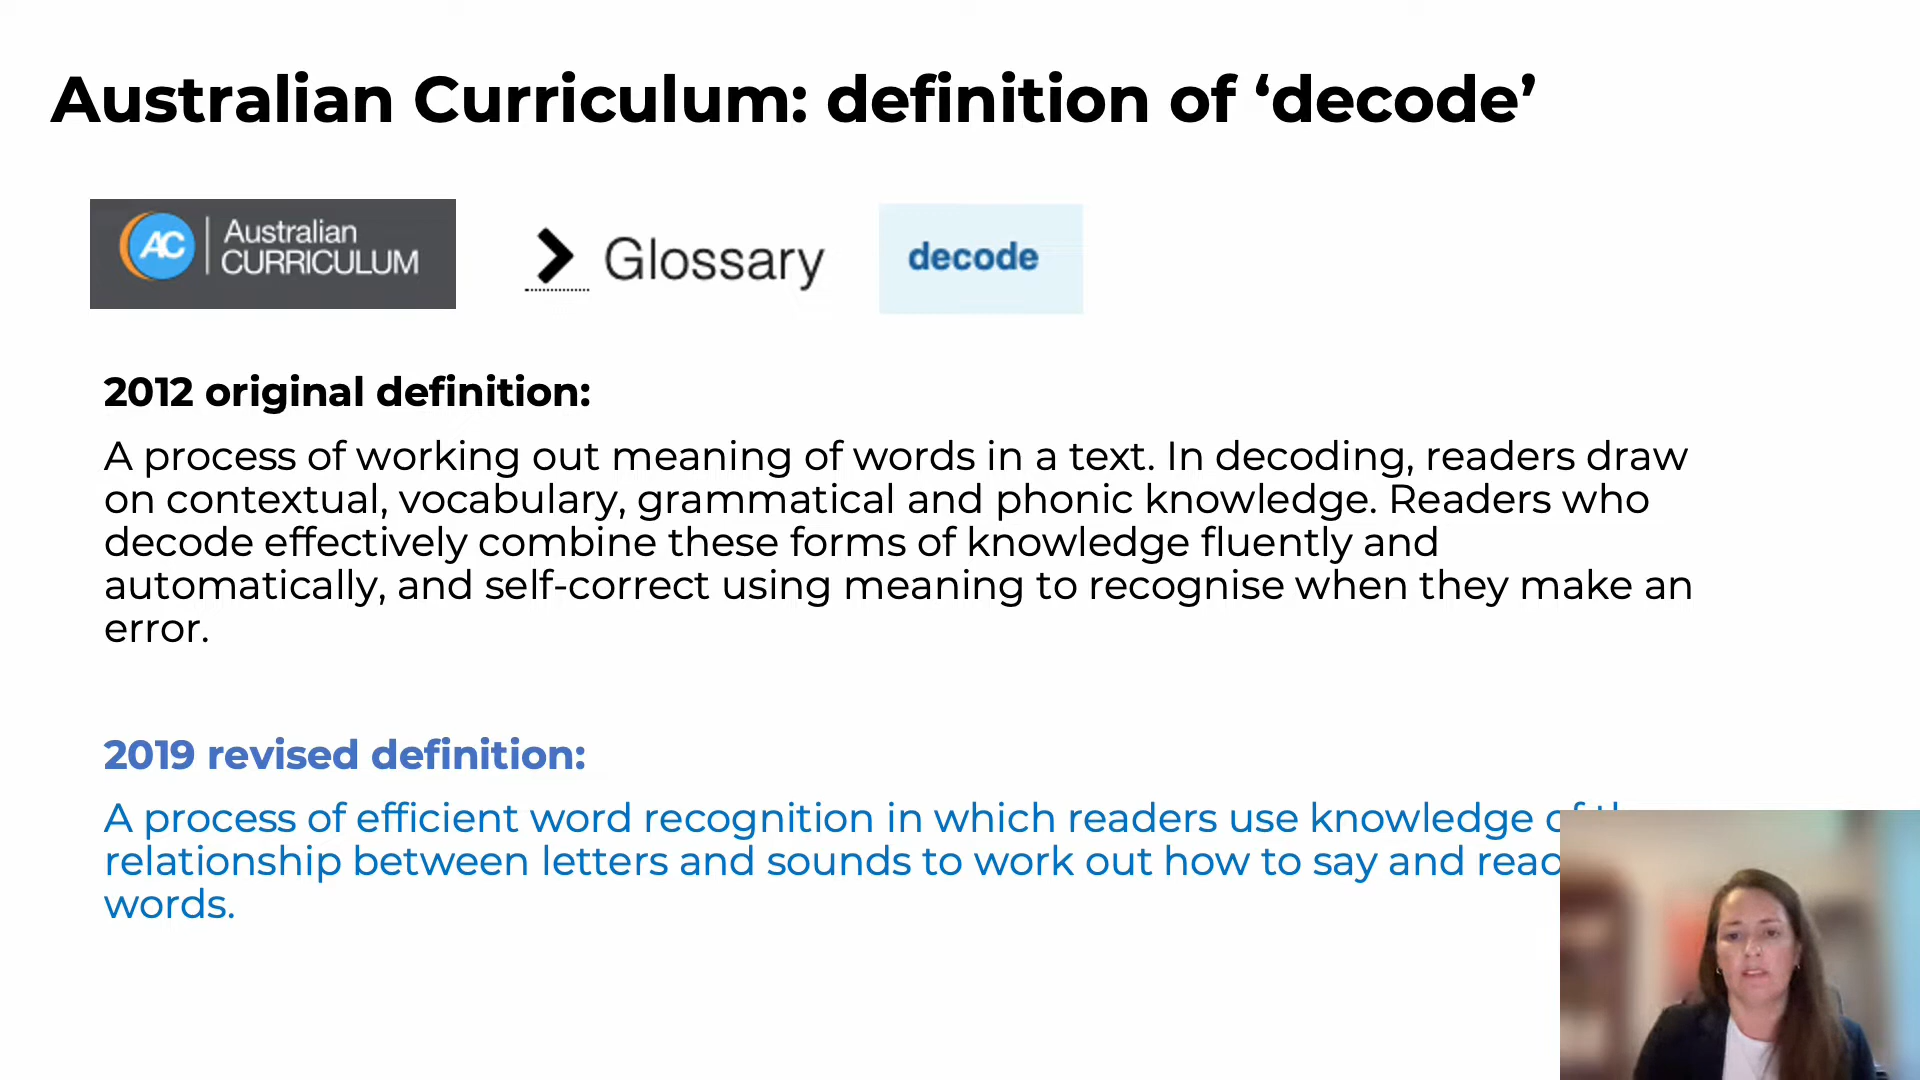 Australian Curriculum: definition of ‘decode’
AC Australian
CURRICULUM
Glossary
decode
2012 original definition:
A process of working out meaning of words in a text. In decoding, readers draw
on contextual, vocabulary, grammatical and phonic knowledge. Readers who
decode effectively combine these forms of knowledge fluently and
automatically, and self-correct using meaning to recognise when they make an
error.
2019 revised definition:
A process of efficient word recognition in which readers use knowledge
relationship between letters and sounds to work out how to say and read
words.